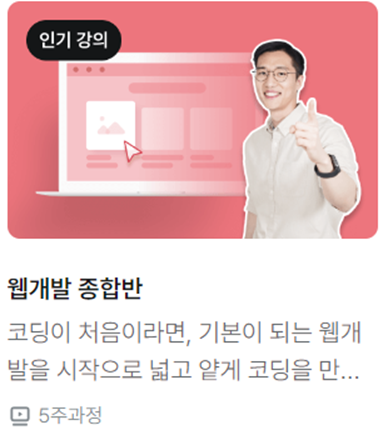 인기 강의
웹개발 종합반
코딩이 처음이라면, 기본이 되는 웹개
발을 시작으로 넓고 얕게 코딩을 만...
5주과정